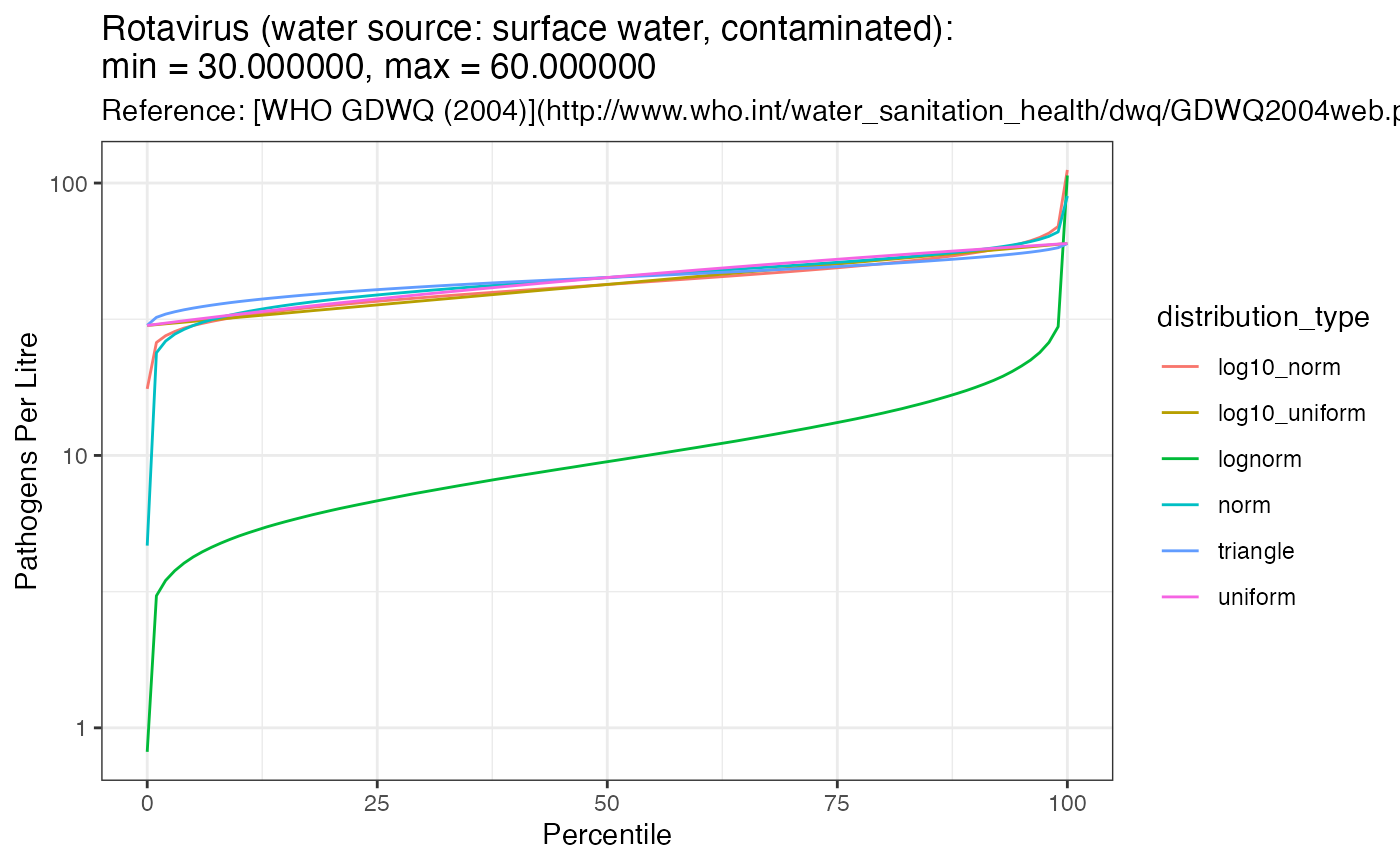 Rotavirus (water source: surface water, contaminated):
min = 30.000000, max = 60.000000
Reference: [WHO GDWQ (2004)](http://www.who.int/water_sanitation_health/dwq/GDWQ2004web.p
Pathogens Per Litre
100
10
1
0 25 50 75 100
Percentile
distribution_type
log10_norm
log10_uniform
lognorm
norm
triangle
uniform